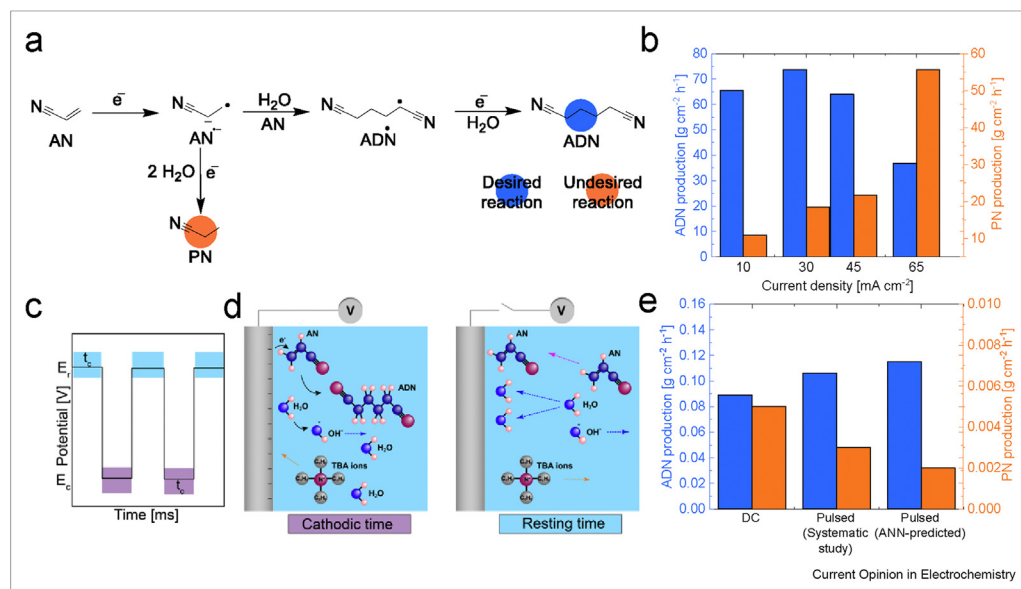 a
AN
e⁻
AN•⁻
H₂O
AN
ADN•
e⁻
H₂O
ADN
2 H₂O e⁻
PN
Desired
reaction
Undesired
reaction
b
ADN production [g cm⁻² h⁻¹]
80
70
60
50
40
30
20
10
0
60
50
40
30
20
10
PN production [g cm⁻² h⁻¹]
10 30 45 65
Current density [mA cm⁻²]
c
Potential [V]
Eᵣ
E꜀
t꜀
t꜀
Time [ms]
d
V
e⁻
AN
ADN
H₂O
OH⁻
H₂O
TBA ions
H₂O
Cathodic time
V
AN
AN
H₂O
OH⁻
TBA ions
Resting time
e
ADN production [g cm⁻² h⁻¹]
0.16
0.14
0.12
0.10
0.08
0.06
0.04
0.02
0.00
0.010
0.008
0.006
0.004
0.002
0.000
PN production [g cm⁻² h⁻¹]
DC Pulsed Pulsed
(Systematic (ANN-predicted)
study)
Current Opinion in Electrochemistry